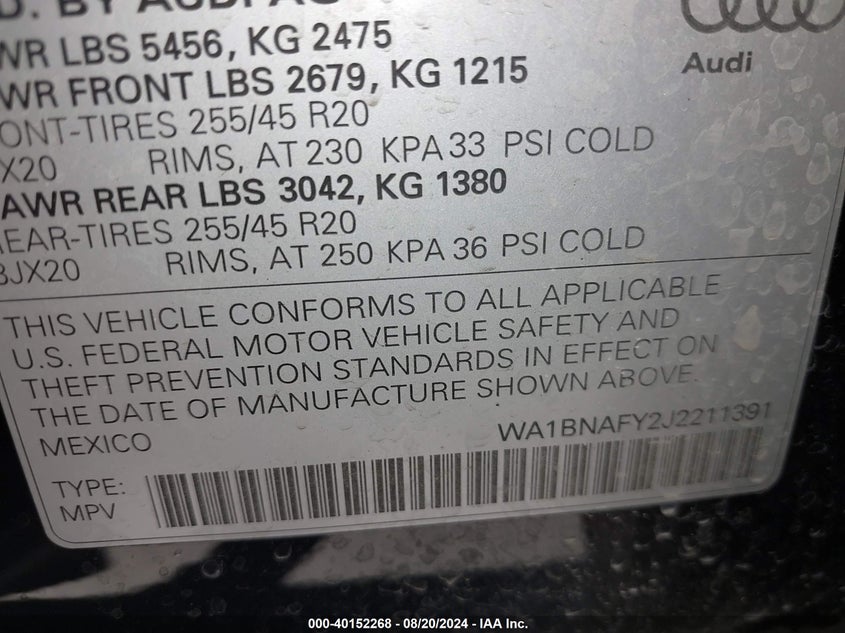 D. BY AUDI AG
WR LBS 5456, KG 2475
Audi
WR FRONT LBS 2679, KG 1215
ONT-TIRES 255/45 R20
X20 RIMS, AT 230 KPA 33 PSI COLD
AWR REAR LBS 3042, KG 1380
EAR-TIRES 255/45 R20
8JX20 RIMS, AT 250 KPA 36 PSI COLD
THIS VEHICLE CONFORMS TO ALL APPLICABLE
U.S. FEDERAL MOTOR VEHICLE SAFETY AND
THEFT PREVENTION STANDARDS IN EFFECT ON
THE DATE OF MANUFACTURE SHOWN ABOVE.
MEXICO WA1BNAFY2J2211391
TYPE:
MPV
000-40152268 - 08/20/2024 - IAA Inc.